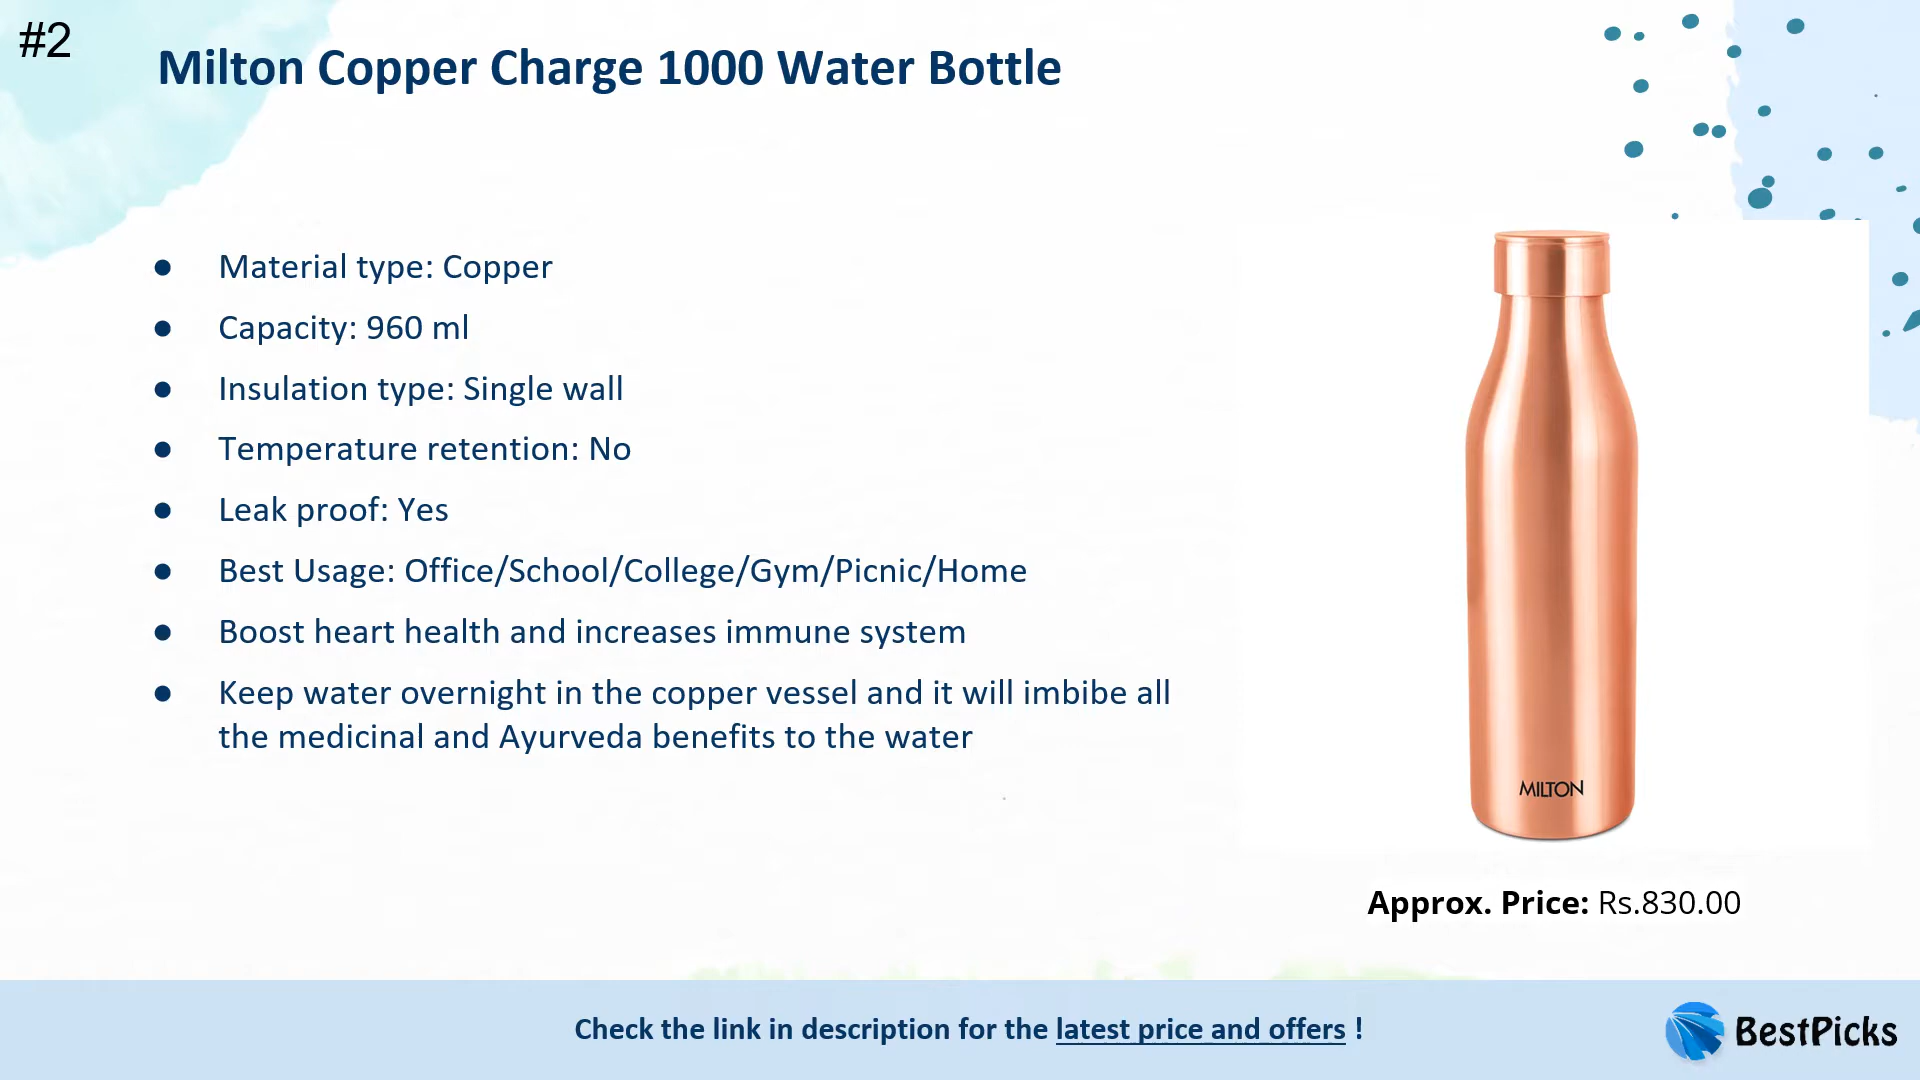 #2
Milton Copper Charge 1000 Water Bottle
● Material type: Copper
● Capacity: 960 ml
● Insulation type: Single wall
● Temperature retention: No
● Leak proof: Yes
● Best Usage: Office/School/College/Gym/Picnic/Home
● Boost heart health and increases immune system
● Keep water overnight in the copper vessel and it will imbibe all
the medicinal and Ayurveda benefits to the water
MILTON
Approx. Price: Rs.830.00
Check the link in description for the latest price and offers !
BestPicks